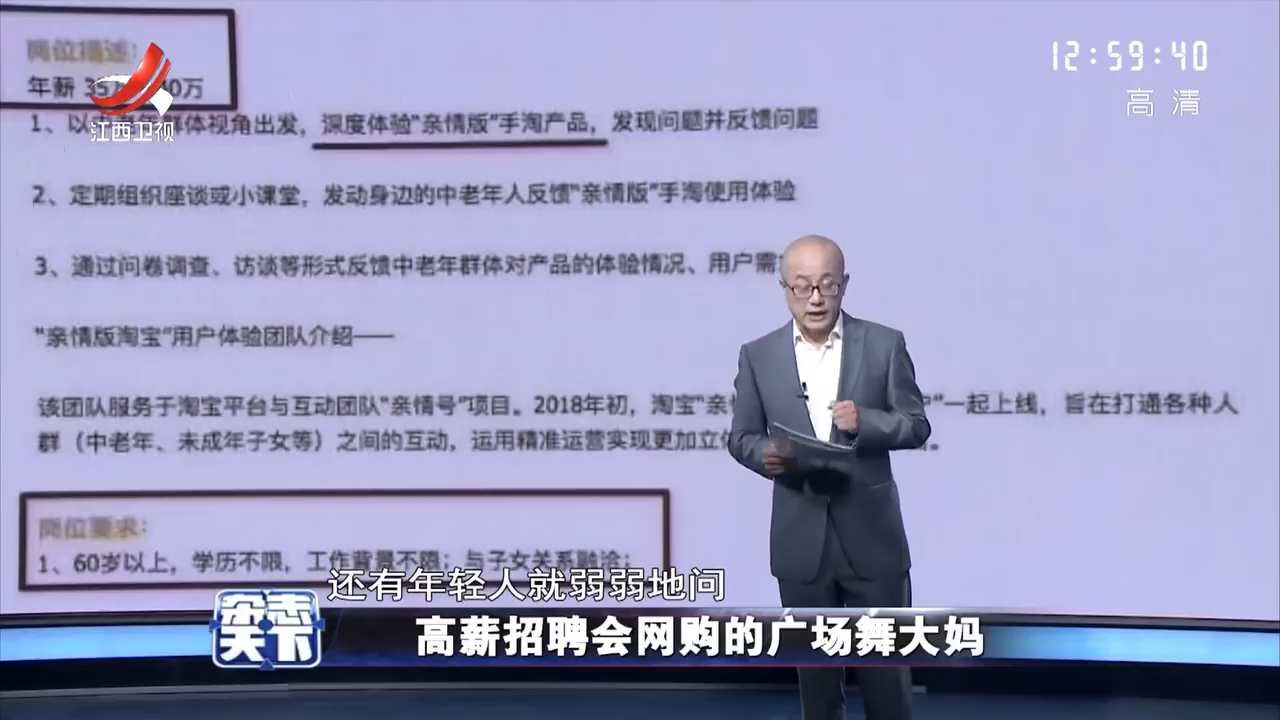 岗位描述：
12:59:40
年薪 35万 40万
高清
江西卫视
1、以 体视角出发，深度体验“亲情版”手淘产品，发现问题并反馈问题
2、定期组织座谈或小课堂，发动身边的中老年人反馈“亲情版”手淘使用体验
3、通过问卷调查、访谈等形式反馈中老年群体对产品的体验情况、用户需
“亲情版淘宝”用户体验团队介绍——
该团队服务于淘宝平台与互动团队“亲情号”项目。2018年初，淘宝“亲 ”一起上线，旨在打通各种人
群（中老年、未成年子女等）之间的互动，运用精准运营实现更加立 。
岗位要求：
1、60岁以上，学历不限，工作背景不限；与子女关系融洽；
还有年轻人就弱弱地问
杂志天下
高薪招聘会网购的广场舞大妈